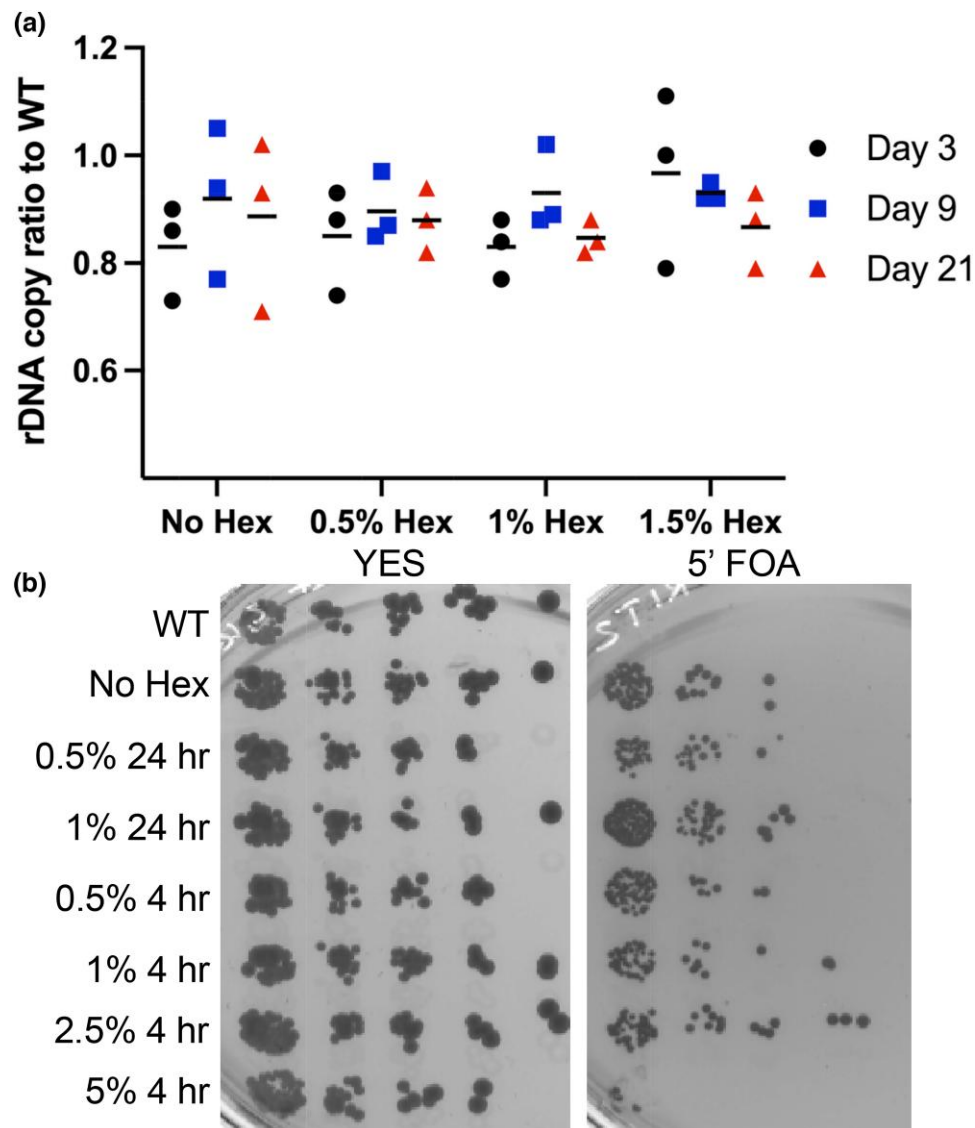 (a)
rDNA copy ratio to WT
1.2
1.0
0.8
0.6
Day 3
Day 9
Day 21
No Hex 0.5% Hex 1% Hex 1.5% Hex
(b)
YES 5’ FOA
WT
No Hex
0.5% 24 hr
1% 24 hr
0.5% 4 hr
1% 4 hr
2.5% 4 hr
5% 4 hr